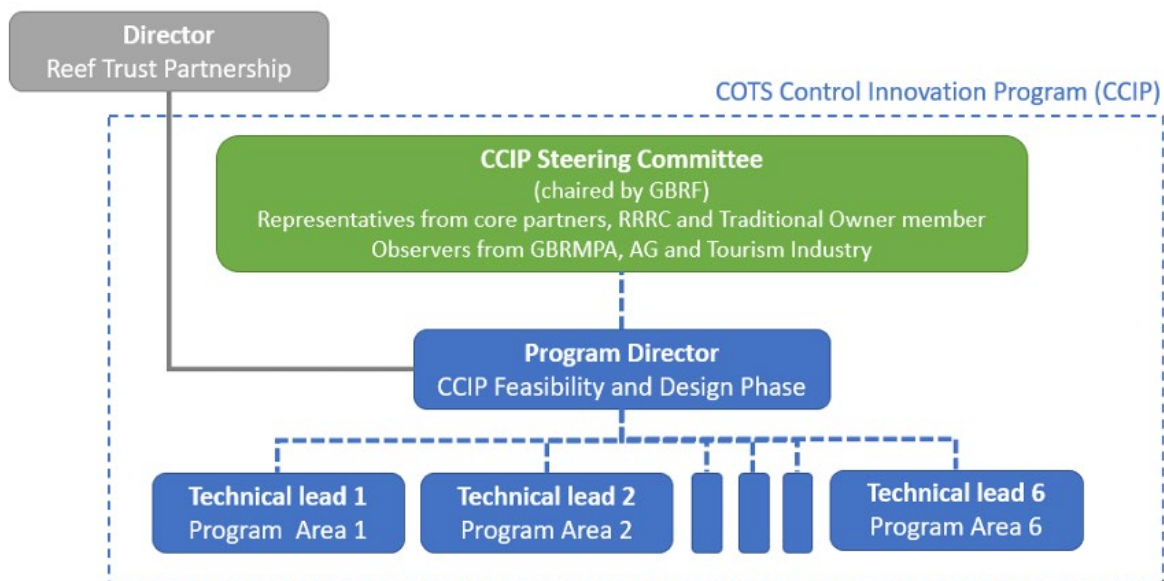 Director
Reef Trust Partnership
COTS Control Innovation Program (CCIP)
CCIP Steering Committee
(chaired by GBRF)
Representatives from core partners, RRRC and Traditional Owner member
Observers from GBRMPA, AG and Tourism Industry
Program Director
CCIP Feasibility and Design Phase
Technical lead 1
Program Area 1
Technical lead 2
Program Area 2
Technical lead 6
Program Area 6